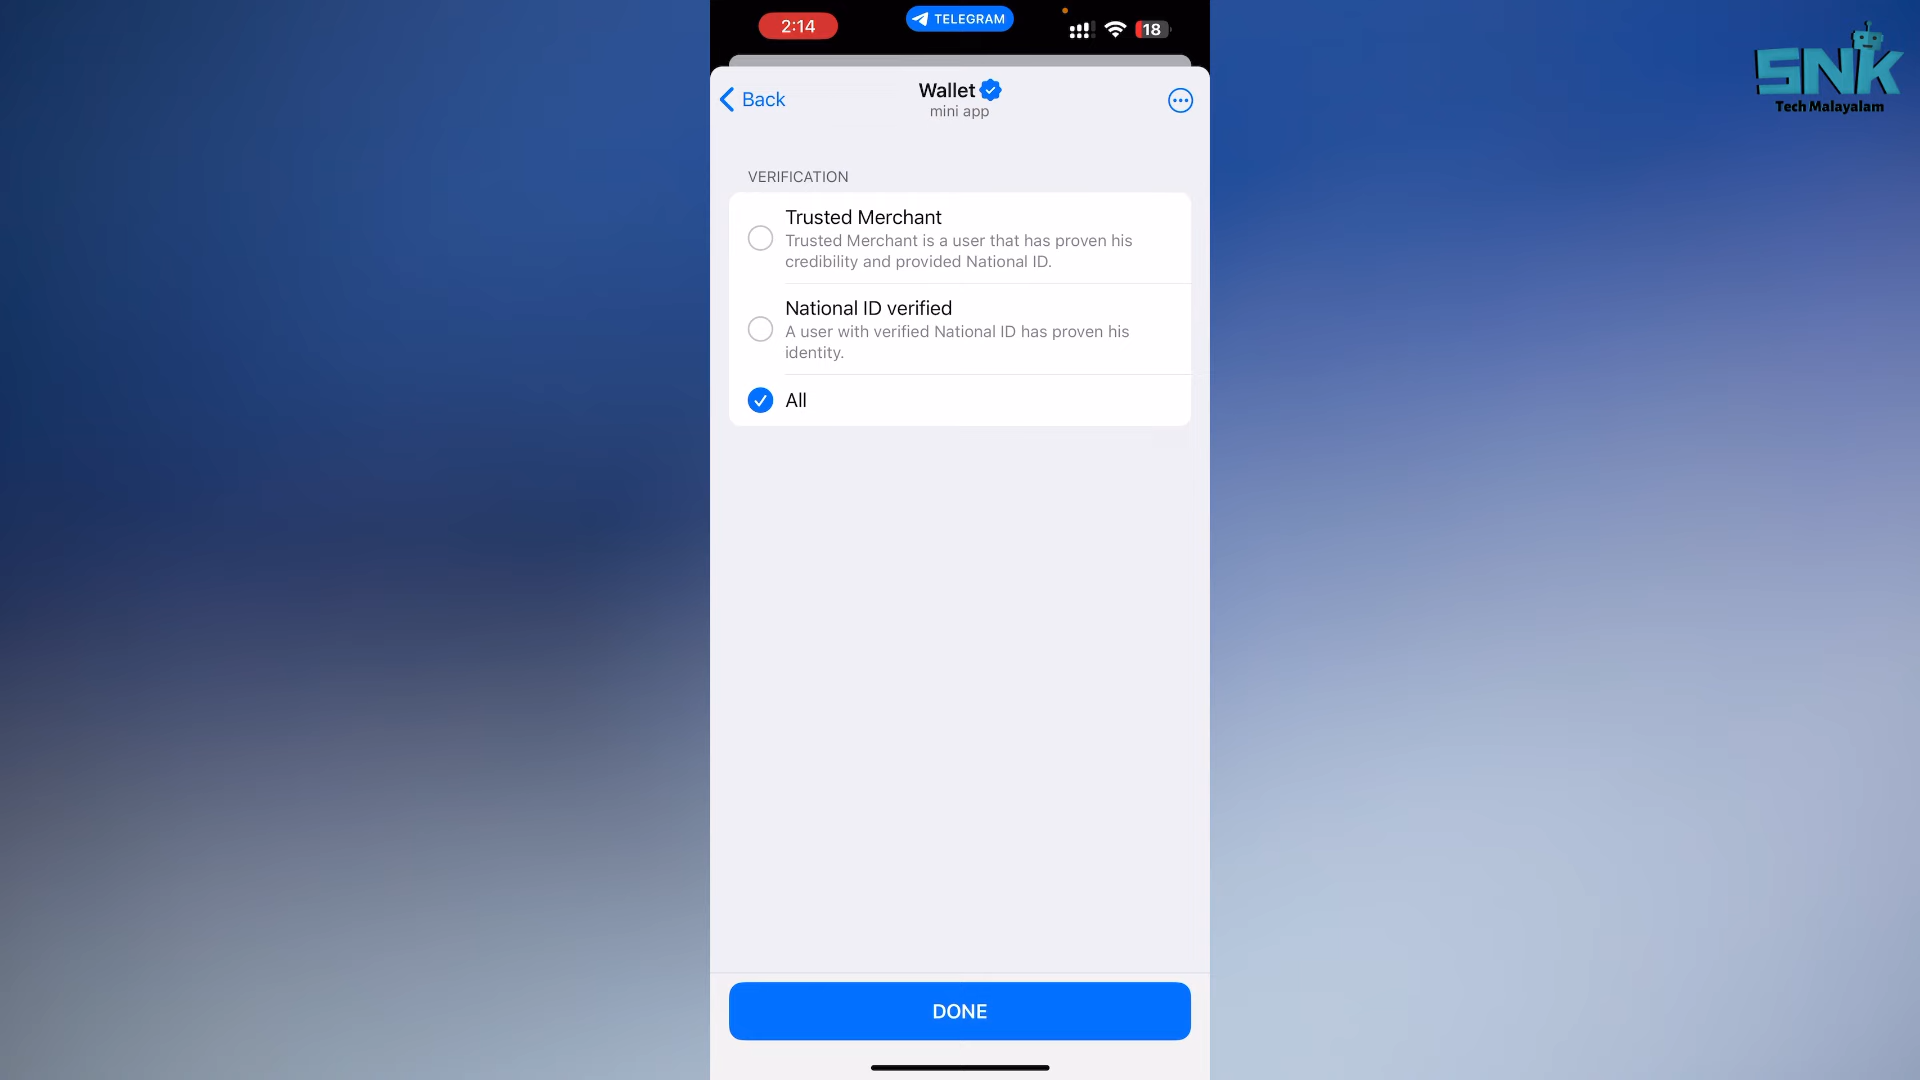 2:14
TELEGRAM
18
SNK
Tech Malayalam
Back
Wallet
mini app
VERIFICATION
Trusted Merchant
Trusted Merchant is a user that has proven his
credibility and provided National ID.
National ID verified
A user with verified National ID has proven his
identity.
All
DONE